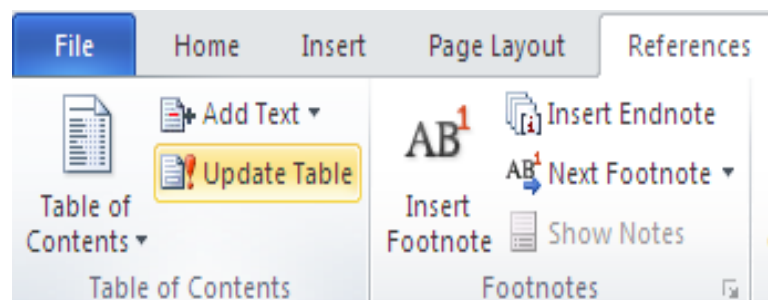 File Home Insert Page Layout References
Add Text
Update Table
Table of
Contents
Table of Contents
AB1
Insert
Footnote
Insert Endnote
AB1 Next Footnote
Show Notes
Footnotes